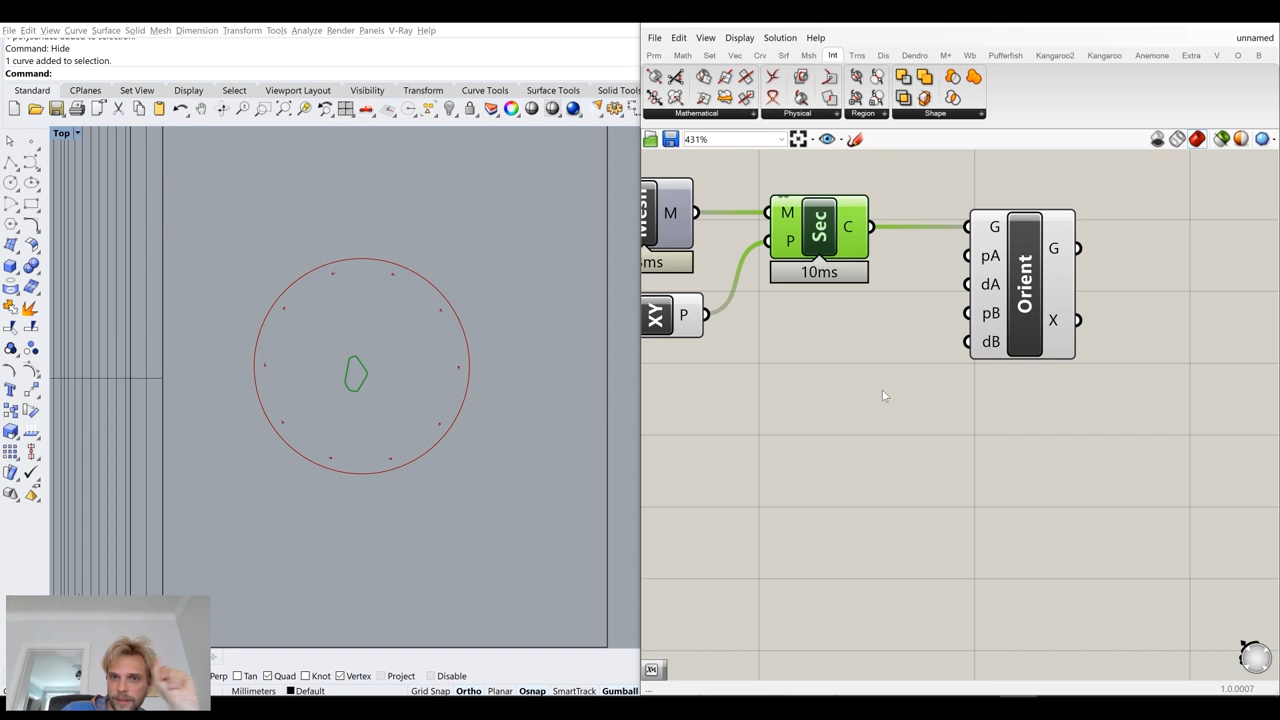 File Edit View Curve Surface Solid Mesh Dimension Transform Tools Analyze Render Panels V-Ray Help
Command: Hide
1 curve added to selection.
Command:
Standard CPlanes Set View Display Select Viewport Layout Visibility Transform Curve Tools Surface Tools Solid Tools
Top
Perp Tan Quad Knot Vertex Project Disable
Millimeters Default Grid Snap Ortho Planar Osnap SmartTrack Gumball
File Edit View Display Solution Help unnamed
Prm Math Set Vec Crv Srf Msh Int Trns Dis Dendro M+ Wb Pufferfish Kangaroo2 Kangaroo Anemone Extra V O B
Mathematical Physical Region Shape
431%
Mesh M
XY P
M
P
Sec
C
10ms
G
pA
dA
pB
dB
Orient
G
X
...
1.0.0007